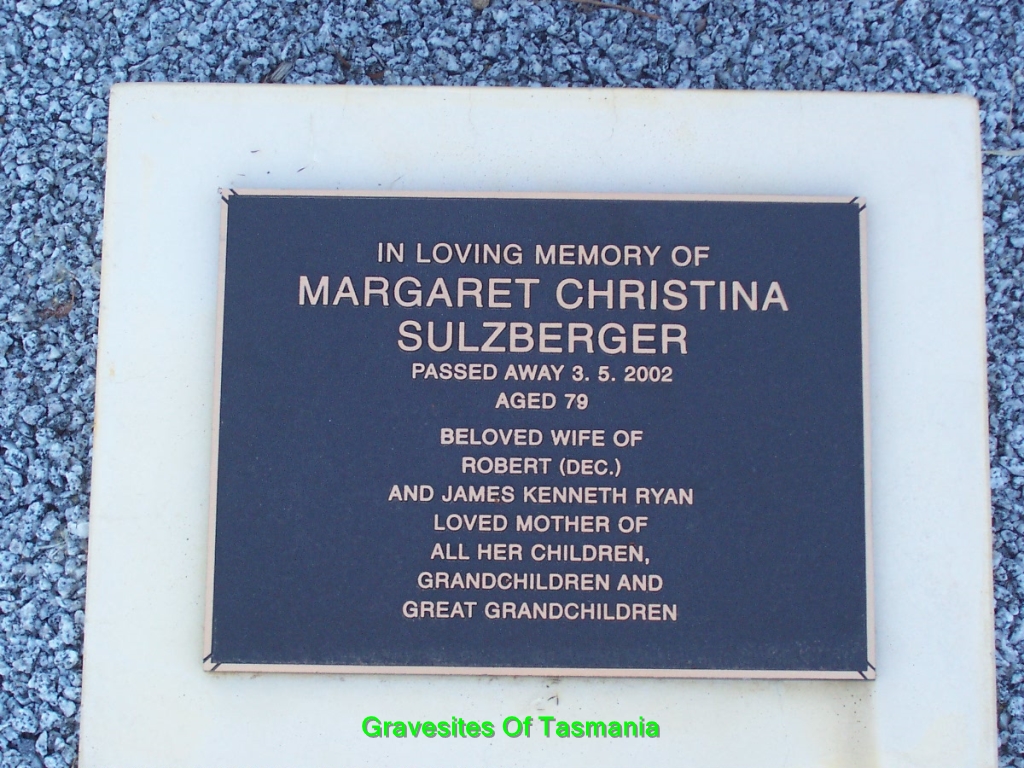 IN LOVING MEMORY OF
MARGARET CHRISTINA
SULZBERGER
PASSED AWAY 3. 5. 2002
AGED 79
BELOVED WIFE OF
ROBERT (DEC.)
AND JAMES KENNETH RYAN
LOVED MOTHER OF
ALL HER CHILDREN,
GRANDCHILDREN AND
GREAT GRANDCHILDREN
Gravesites Of Tasmania